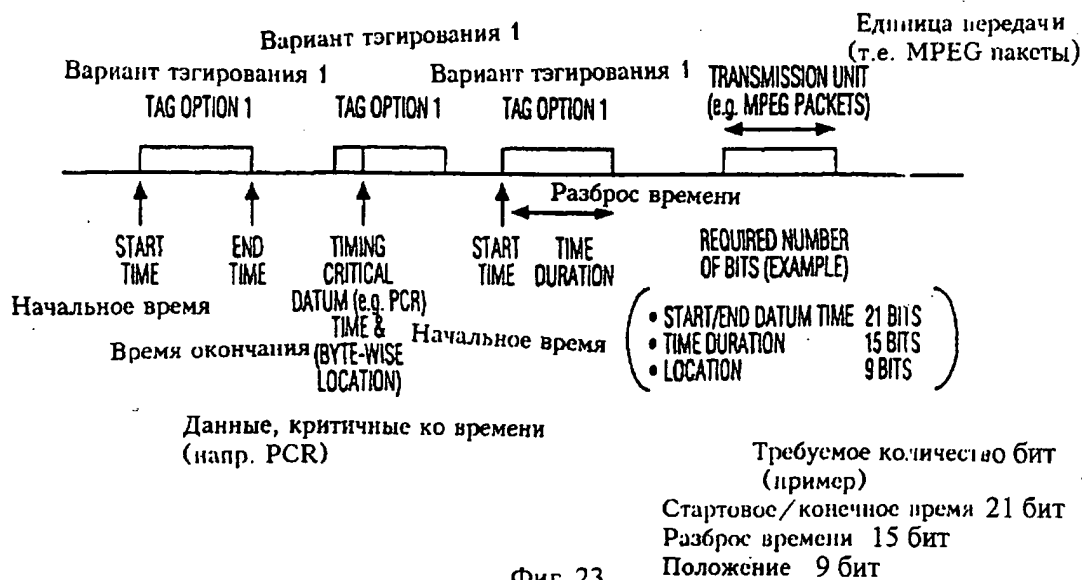 Вариант тэгирования 1
Единица передачи
(т.е. MPEG пакеты)
Вариант тэгирования 1
Вариант тэгирования 1
TAG OPTION 1
TAG OPTION 1
TAG OPTION 1
TRANSMISSION UNIT
(e.g. MPEG PACKETS)
Разброс времени
START
TIME
END
TIME
TIMING
CRITICAL
DATUM (e.g. PCR)
TIME &
(BYTE-WISE
LOCATION)
START
TIME
TIME
DURATION
REQUIRED NUMBER
OF BITS (EXAMPLE)
• START/END DATUM TIME 21 BITS
• TIME DURATION 15 BITS
• LOCATION 9 BITS
Начальное время
Время окончания
Начальное время
Данные, критичные ко времени
(напр. PCR)
Требуемое количество бит
(пример)
Стартовое/конечное время 21 бит
Разброс времени 15 бит
Положение 9 бит
Фиг. 23